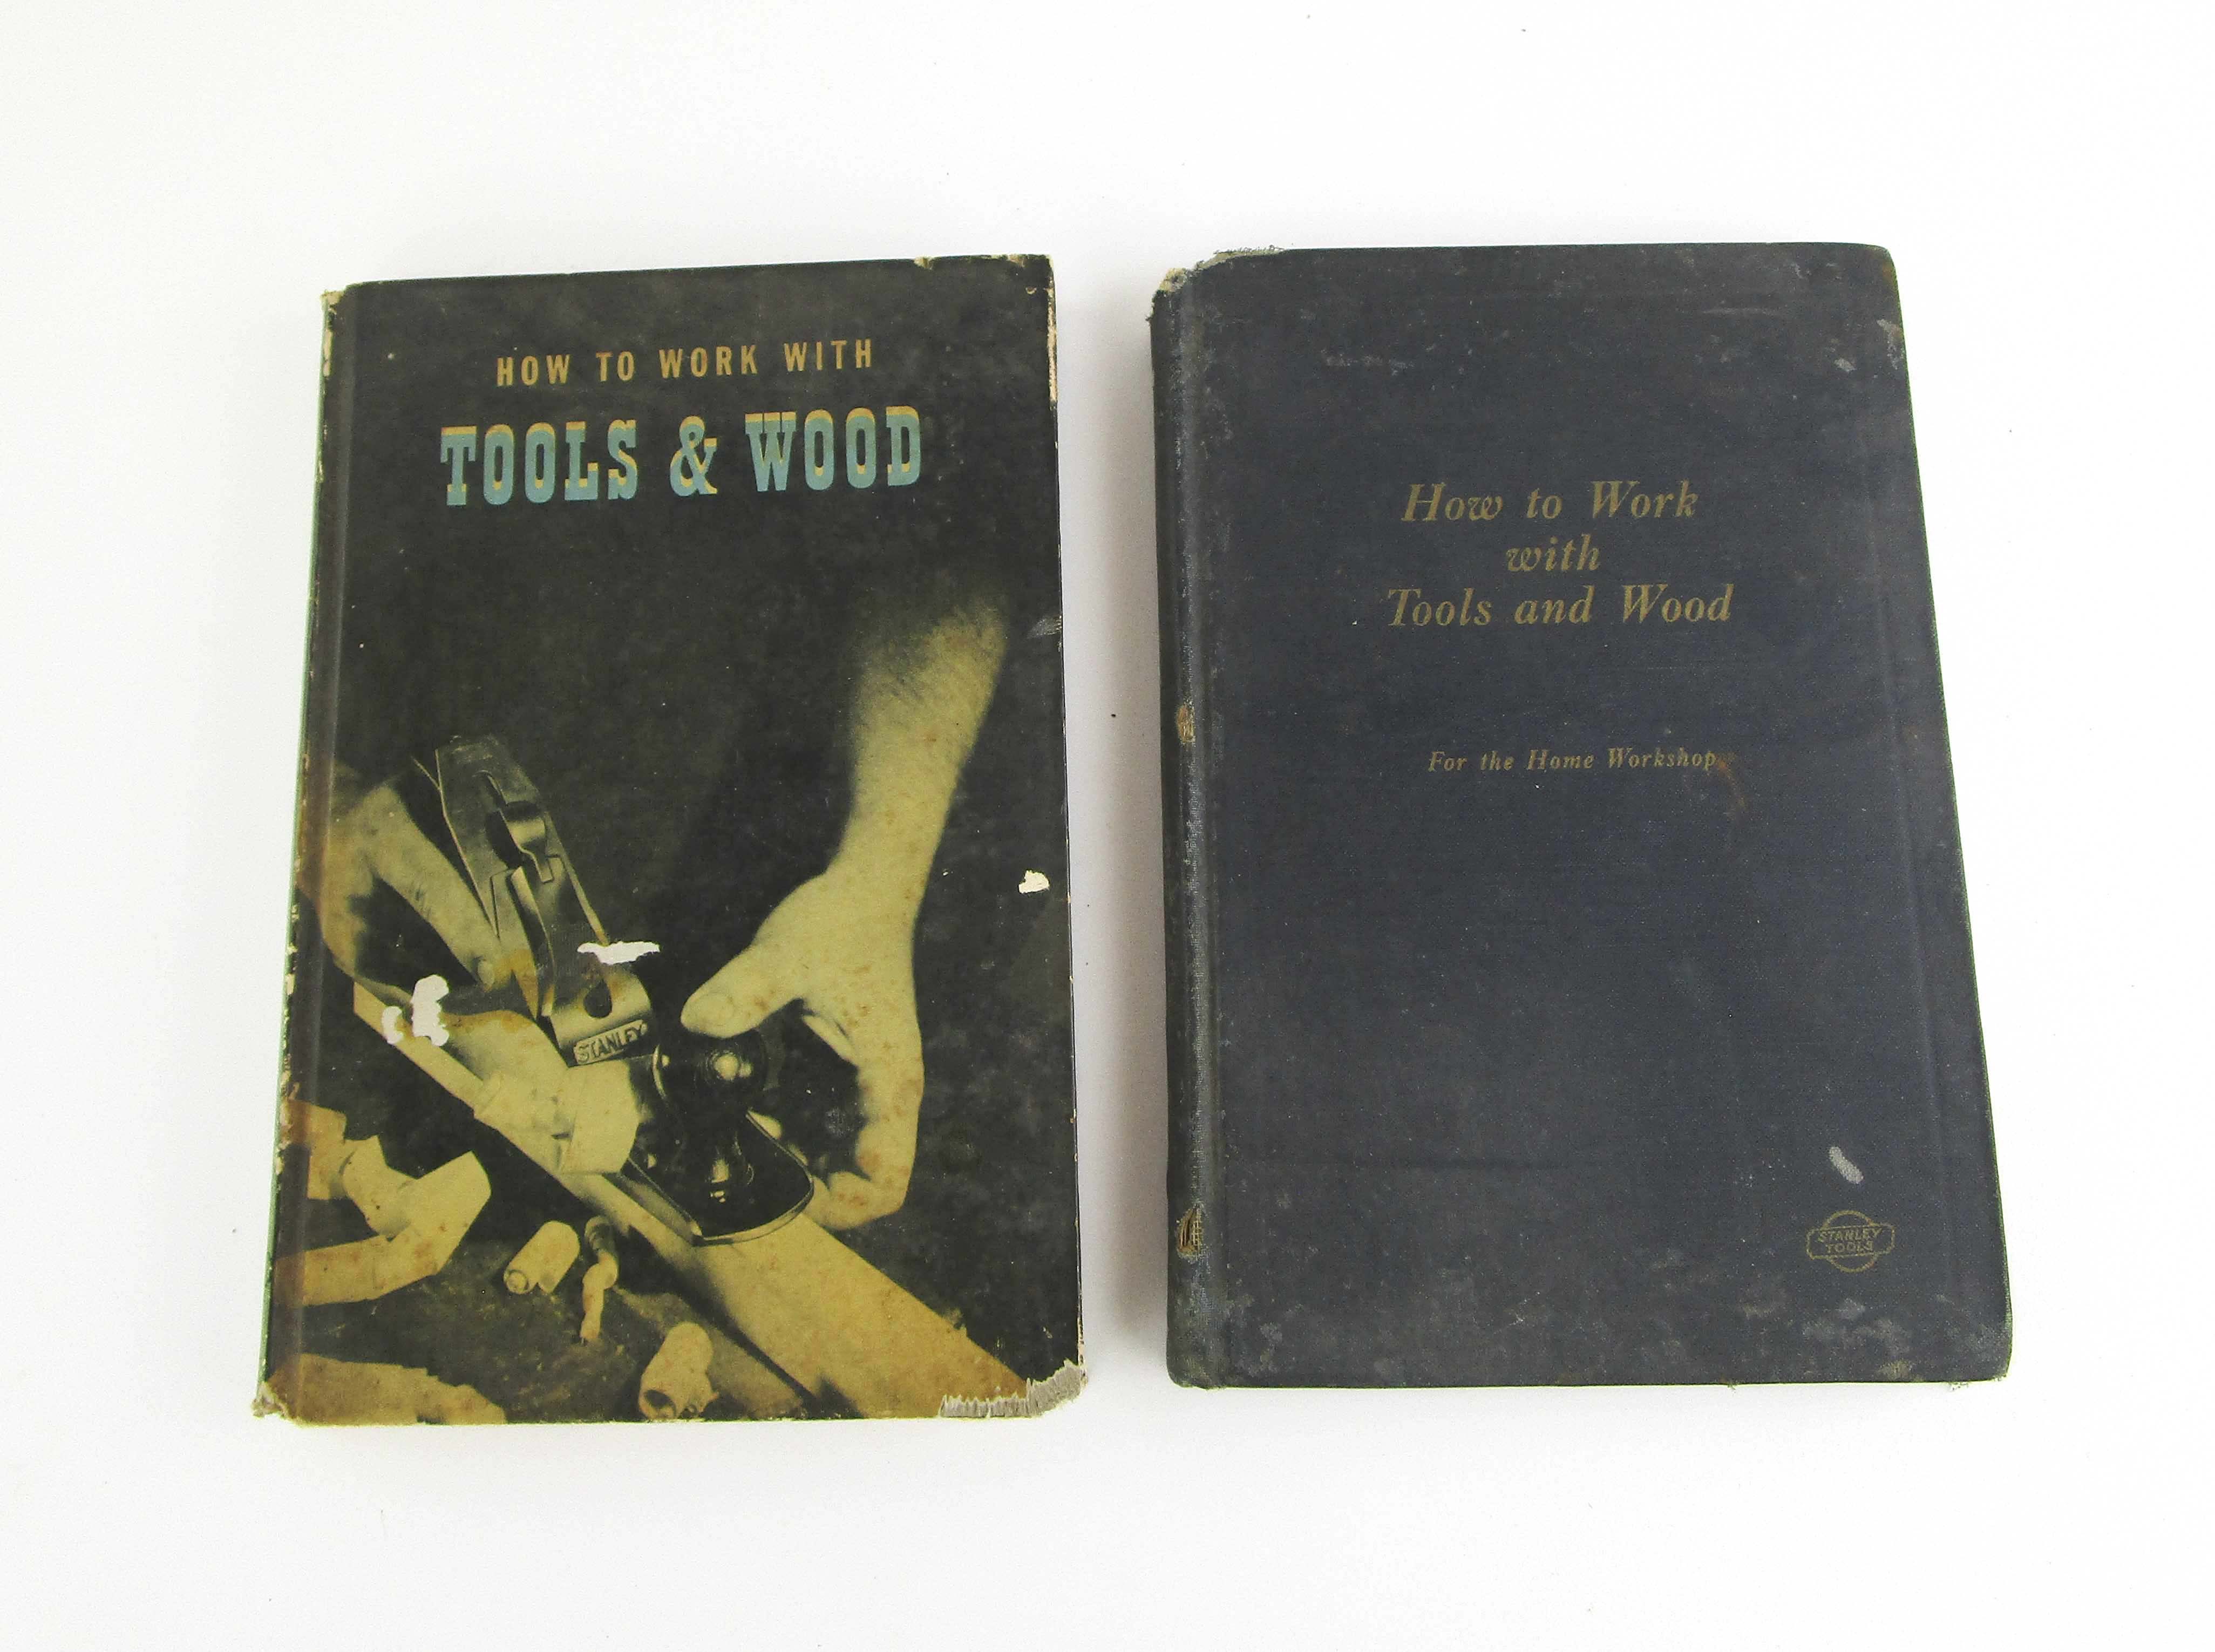 HOW TO WORK WITH
TOOLS & WOOD
STANLEY
How to Work
with
Tools and Wood
For the Home Workshop
STANLEY
TOOLS